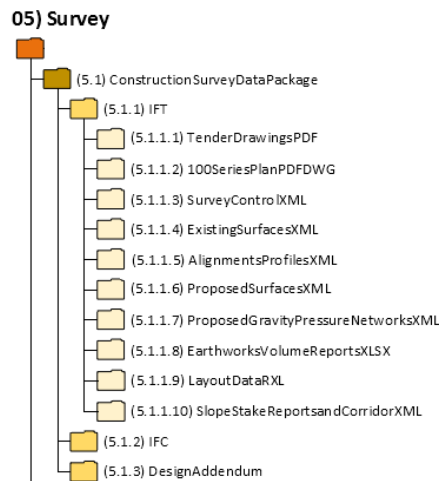 05) Survey
(5.1) ConstructionSurveyDataPackage
(5.1.1) IFT
(5.1.1.1) TenderDrawingsPDF
(5.1.1.2) 100SeriesPlanPDFDWG
(5.1.1.3) SurveyControlXML
(5.1.1.4) ExistingSurfacesXML
(5.1.1.5) AlignmentsProfilesXML
(5.1.1.6) ProposedSurfacesXML
(5.1.1.7) ProposedGravityPressureNetworksXML
(5.1.1.8) EarthworksVolumeReportsXLSX
(5.1.1.9) LayoutDataRXL
(5.1.1.10) SlopeStakeReportsandCorridorXML
(5.1.2) IFC
(5.1.3) DesignAddendum